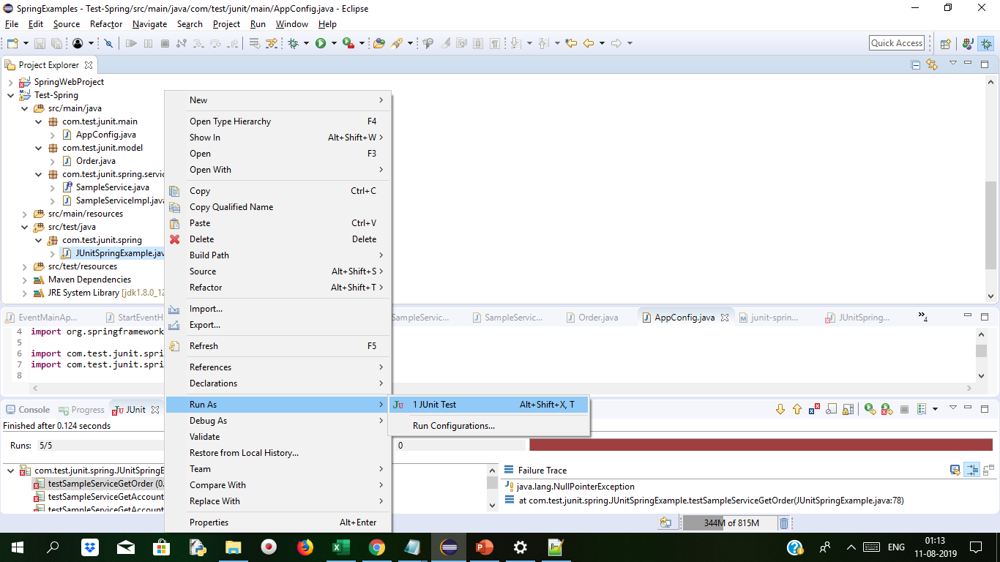 SpringExamples - Test-Spring/src/main/java/com/test/junit/main/AppConfig.java - Eclipse
File Edit Source Refactor Navigate Search Project Run Window Help
Quick Access
Project Explorer
SpringWebProject
Test-Spring
src/main/java
com.test.junit.main
AppConfig.java
com.test.junit.model
Order.java
com.test.junit.spring.servic
SampleService.java
SampleServiceImpl.java
src/main/resources
src/test/java
com.test.junit.spring
JUnitSpringExample.jav
src/test/resources
Maven Dependencies
JRE System Library [jdk1.8.0_12
New
Open Type Hierarchy F4
Show In Alt+Shift+W
Open F3
Open With
Copy Ctrl+C
Copy Qualified Name
Paste Ctrl+V
Delete Delete
Build Path
Source Alt+Shift+S
Refactor Alt+Shift+T
Import...
Export...
Refresh F5
References
Declarations
Run As
Debug As
Validate
Restore from Local History...
Team
Compare With
Replace With
Properties Alt+Enter
1 JUnit Test Alt+Shift+X, T
Run Configurations...
EventMainAp... StartEventH SampleServic... SampleServic... Order.java AppConfig.java junit-sprin... JUnitSpring... 4
4 import org.springframework
5
6 import com.test.junit.spri
7 import com.test.junit.spri
8
Console Progress JUnit
Finished after 0.124 seconds
Runs: 5/5 0
com.test.junit.spring.JUnitSpringE
testSampleServiceGetOrder (0.
testSampleServiceGetAccount
testSampleServiceGetAccount
Failure Trace
java.lang.NullPointerException
at com.test.junit.spring.JUnitSpringExample.testSampleServiceGetOrder(JUnitSpringExample.java:78)
344M of 815M
ENG
01:13
11-08-2019